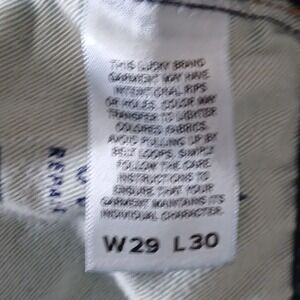 THIS LUCKY BRAND
GARMENT MAY HAVE
INTENTIONAL RIPS
OR HOLES. COLOR MAY
TRANSFER TO LIGHTER
COLORED FABRICS.
AVOID PULLING UP BY
BELT LOOPS. SIMPLY
FOLLOW THE CARE
INSTRUCTIONS TO
ENSURE THAT YOUR
GARMENT MAINTAINS ITS
INDIVIDUAL CHARACTER.
W29 L30